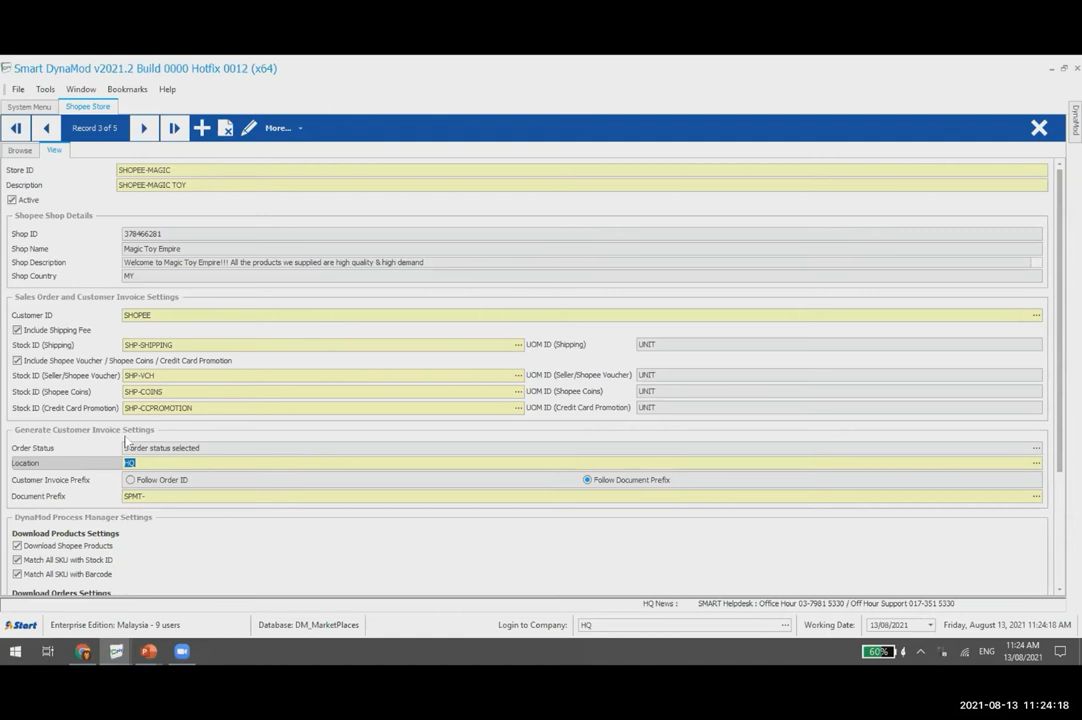 Smart DynaMod v2021.2 Build 0000 Hotfix 0012 (x64)
File Tools Window Bookmarks Help
System Menu Shopee Store
DynaMod
Record 3 of 5 More...
Browse View
Store ID SHOPEE-MAGIC
Description SHOPEE-MAGIC TOY
Active
Shopee Shop Details
Shop ID 378466281
Shop Name Magic Toy Empire
Shop Description Welcome to Magic Toy Empire!!! All the products we supplied are high quality & high demand
Shop Country MY
Sales Order and Customer Invoice Settings
Customer ID SHOPEE
Include Shipping Fee
Stock ID (Shipping) SHP-SHIPPING UOM ID (Shipping) UNIT
Include Shopee Voucher / Shopee Coins / Credit Card Promotion
Stock ID (Seller/Shopee Voucher) SHP-VCH UOM ID (Seller/Shopee Voucher) UNIT
Stock ID (Shopee Coins) SHP-COINS UOM ID (Shopee Coins) UNIT
Stock ID (Credit Card Promotion) SHP-CCPROMOTION UOM ID (Credit Card Promotion) UNIT
Generate Customer Invoice Settings
Order Status order status selected
Location HQ
Customer Invoice Prefix Follow Order ID Follow Document Prefix
Document Prefix SPMT-
DynaMod Process Manager Settings
Download Products Settings
Download Shopee Products
Match All SKU with Stock ID
Match All SKU with Barcode
Download Orders Settings
HQ News : SMART Helpdesk : Office Hour 03-7981 5330 / Off Hour Support 017-351 5330
Start Enterprise Edition: Malaysia - 9 users Database: DM_MarketPlaces Login to Company: HQ Working Date: 13/08/2021 Friday, August 13, 2021 11:24:18 AM
60% ENG 11:24 AM
13/08/2021
2021-08-13 11:24:18